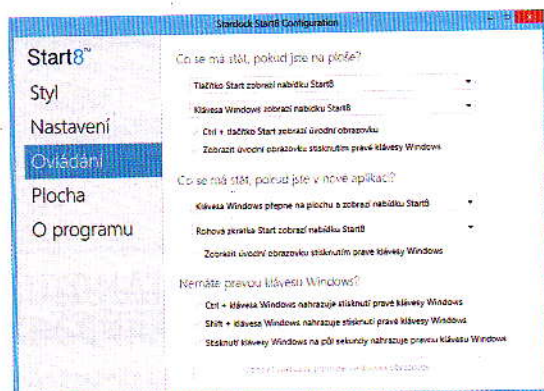 Stardock Start8 Configuration
Start8™
Styl
Nastavení
Ovládání
Plocha
O programu
Co se má stát, pokud jste na ploše?
Tlačítko Start zobrazí nabídku Start8
Klávesa Windows zobrazí nabídku Start8
Ctrl + tlačítko Start zobrazí úvodní obrazovku
Zobrazit úvodní obrazovku stisknutím pravé klávesy Windows
Co se má stát, pokud jste v nové aplikaci?
Klávesa Windows přepne na plochu a zobrazí nabídku Start8
Rohová zkratka Start zobrazí nabídku Start8
Zobrazit úvodní obrazovku stisknutím pravé klávesy Windows
Nemáte pravou klávesu Windows?
Ctrl + klávesa Windows nahrazuje stisknutí pravé klávesy Windows
Shift + klávesa Windows nahrazuje stisknutí pravé klávesy Windows
Stisknutí klávesy Windows na půl sekundy nahrazuje pravou klávesu Windows